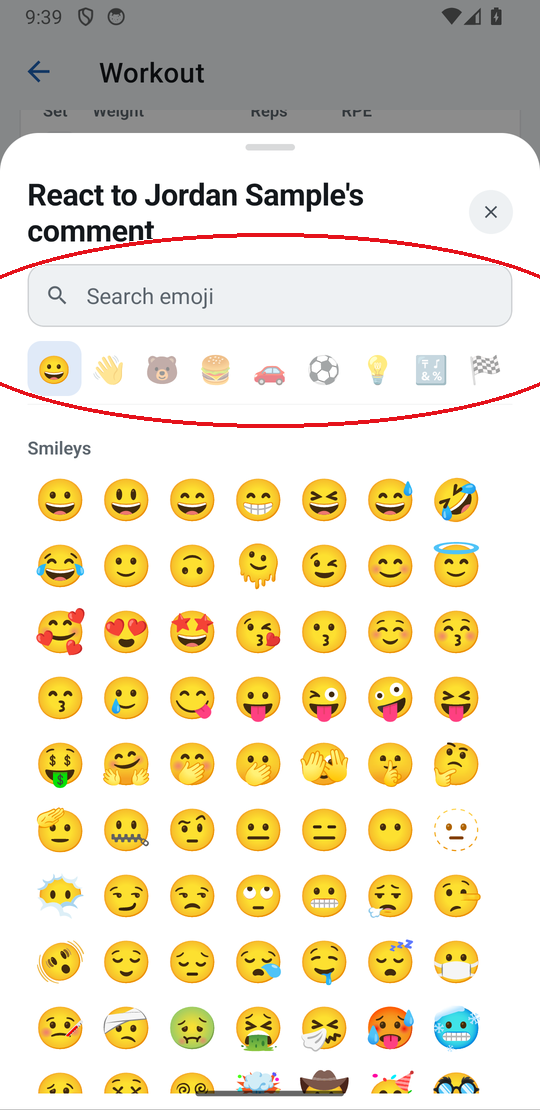 9:39
Workout
Set Weight Reps RPE
React to Jordan Sample's
comment
Search emoji
Smileys